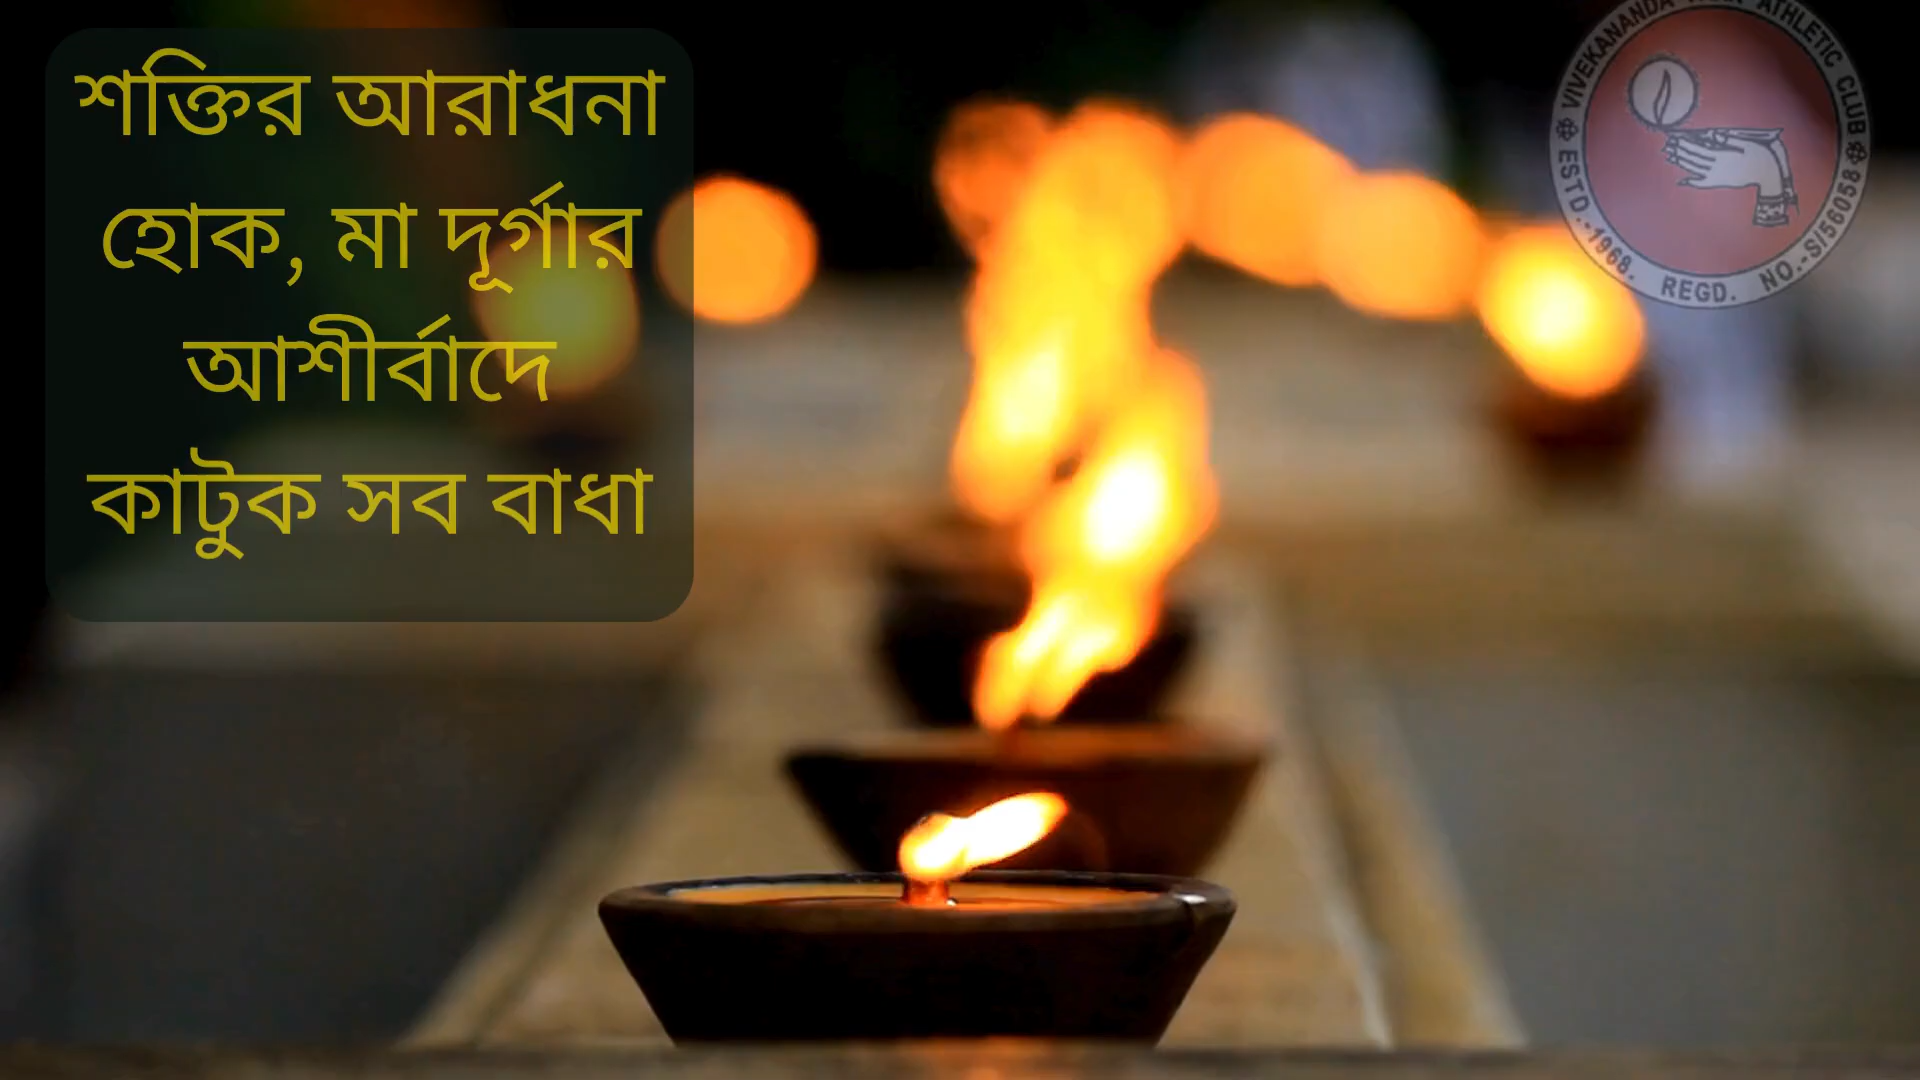 শক্তির আরাধনা
হোক, মা দূর্গার
আশীর্বাদে
কাটুক সব বাধা
VIVEKANANDA ATHLETIC CLUB
ESTD.-1968. REGD. NO.-S/56058